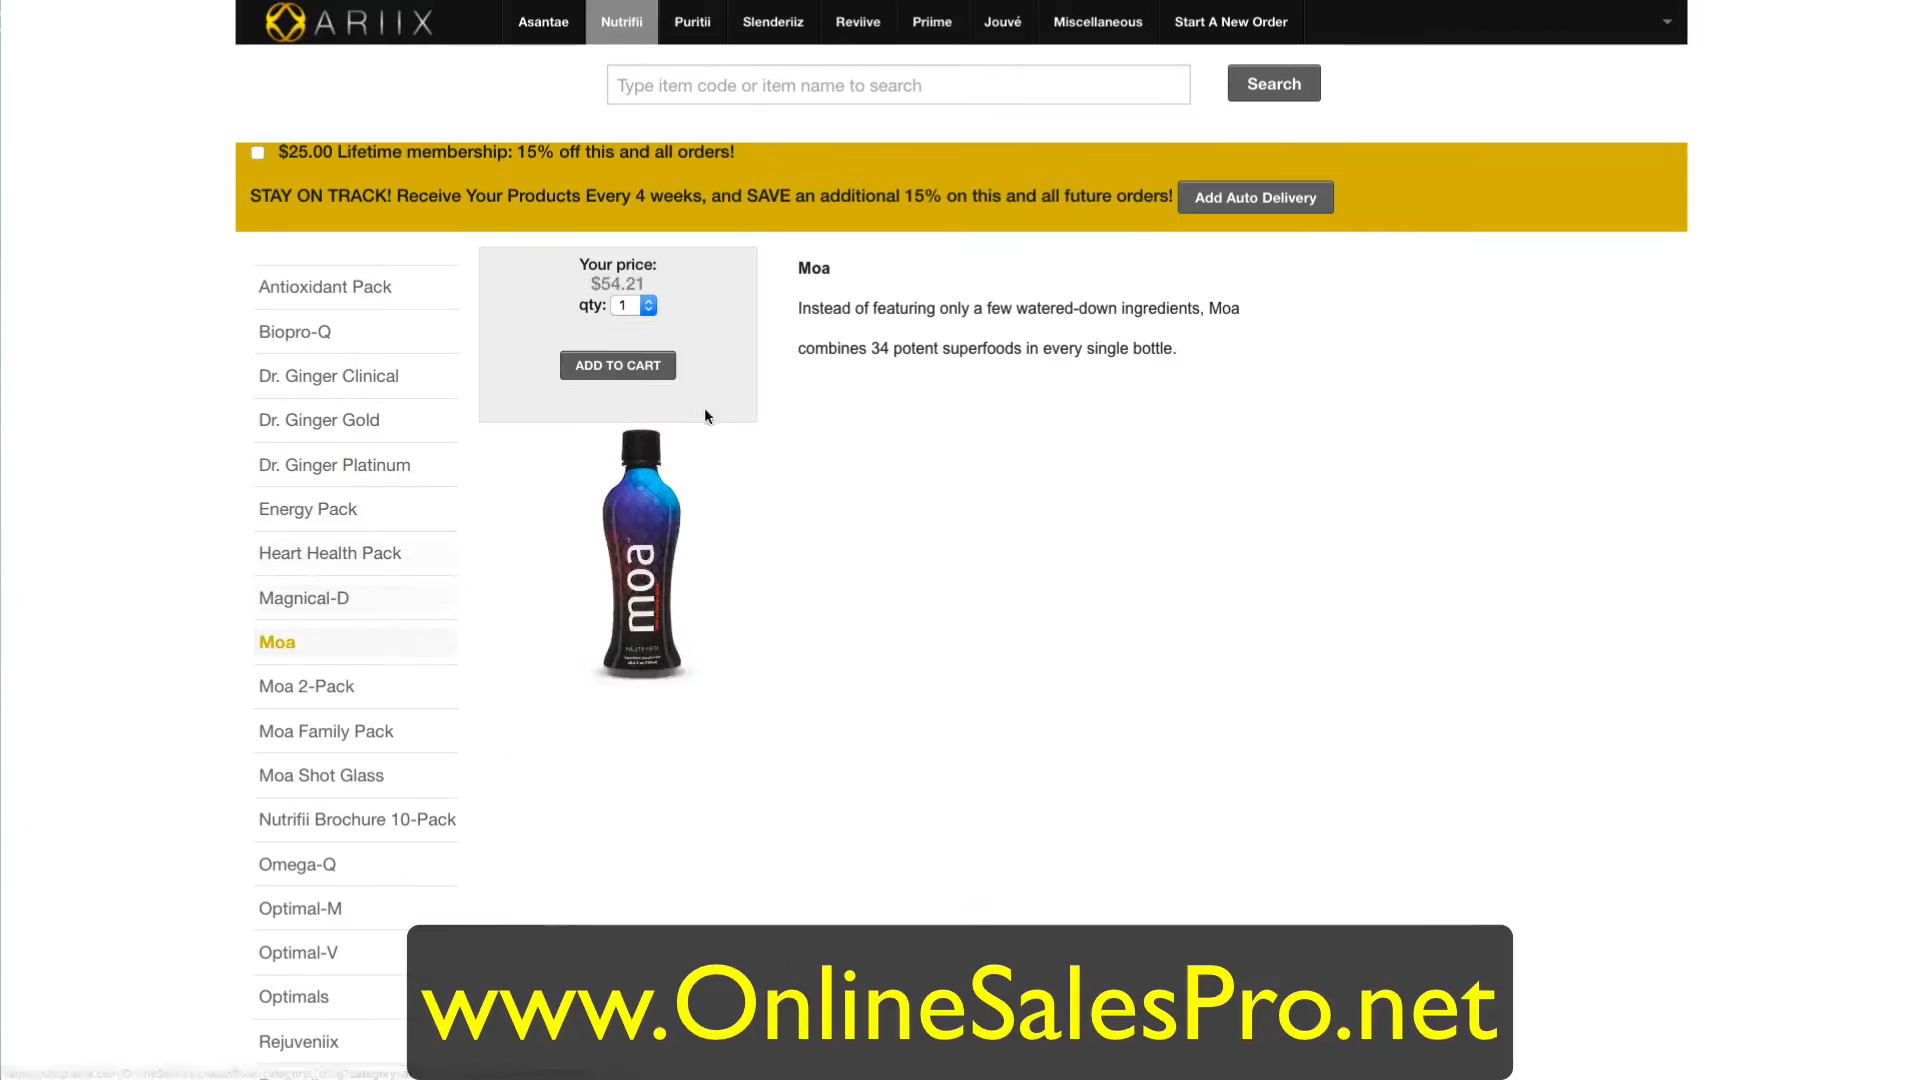 ARIIX
Asantae
Nutrifii
Puritii
Slenderiiz
Reviive
Priime
Jouvé
Miscellaneous
Start A New Order
Type item code or item name to search
Search
$25.00 Lifetime membership: 15% off this and all orders!
STAY ON TRACK! Receive Your Products Every 4 weeks, and SAVE an additional 15% on this and all future orders!
Add Auto Delivery
Antioxidant Pack
Biopro-Q
Dr. Ginger Clinical
Dr. Ginger Gold
Dr. Ginger Platinum
Energy Pack
Heart Health Pack
Magnical-D
Moa
Moa 2-Pack
Moa Family Pack
Moa Shot Glass
Nutrifii Brochure 10-Pack
Omega-Q
Optimal-M
Optimal-V
Optimals
Rejuveniix
Your price:
$54.21
qty: 1
ADD TO CART
moa
NUTRIFII
Moa
Instead of featuring only a few watered-down ingredients, Moa
combines 34 potent superfoods in every single bottle.
www.OnlineSalesPro.net